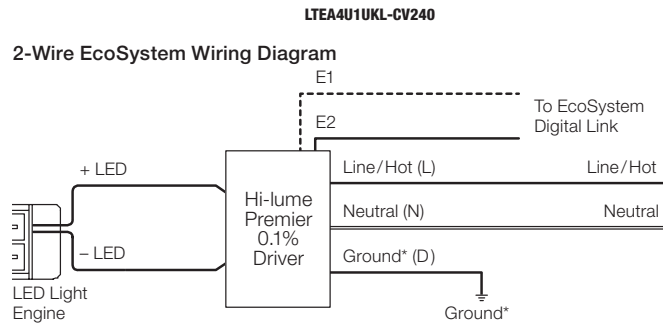 LTEA4U1UKL-CV240
2-Wire EcoSystem Wiring Diagram
E1
To EcoSystem
Digital Link
E2
+ LED
Line/Hot (L)
Line/Hot
Hi-lume
Premier
0.1%
Driver
Neutral (N)
Neutral
– LED
Ground* (D)
LED Light
Engine
Ground*